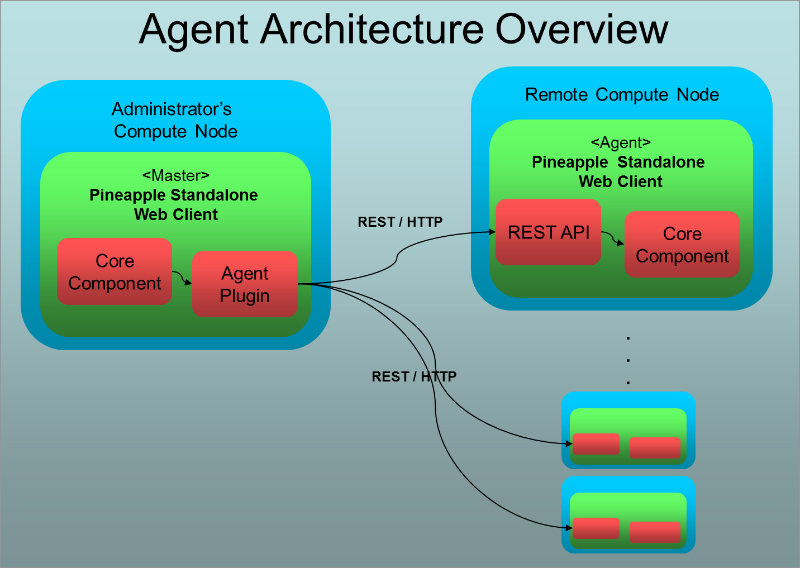 Agent Architecture Overview
Administrator's
Compute Node
<Master>
Pineapple Standalone
Web Client
Core
Component
Agent
Plugin
REST / HTTP
REST / HTTP
Remote Compute Node
<Agent>
Pineapple Standalone
Web Client
REST API
Core
Component
.
.
.